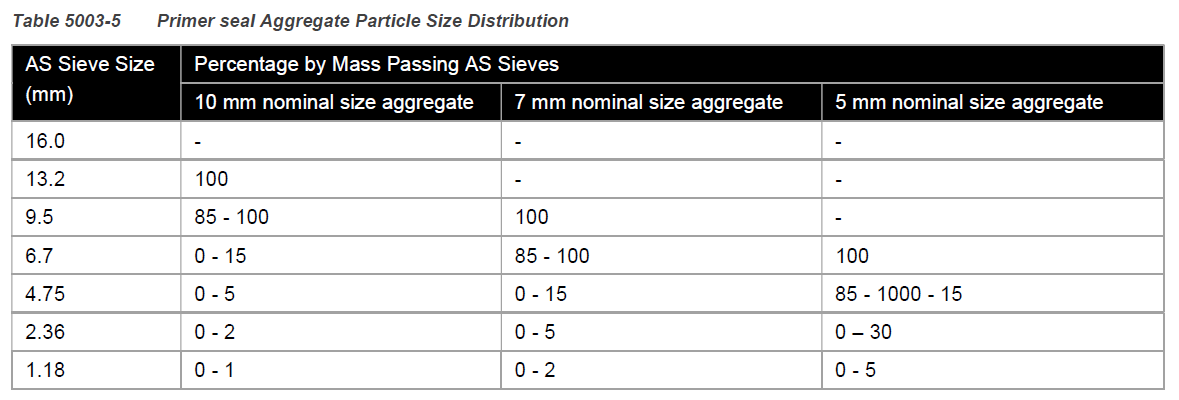 Table 5003-5 Primer seal Aggregate Particle Size Distribution
AS Sieve Size (mm) Percentage by Mass Passing AS Sieves
10 mm nominal size aggregate 7 mm nominal size aggregate 5 mm nominal size aggregate
16.0 - - -
13.2 100 - -
9.5 85 - 100 100 -
6.7 0 - 15 85 - 100 100
4.75 0 - 5 0 - 15 85 - 1000 - 15
2.36 0 - 2 0 - 5 0 – 30
1.18 0 - 1 0 - 2 0 - 5